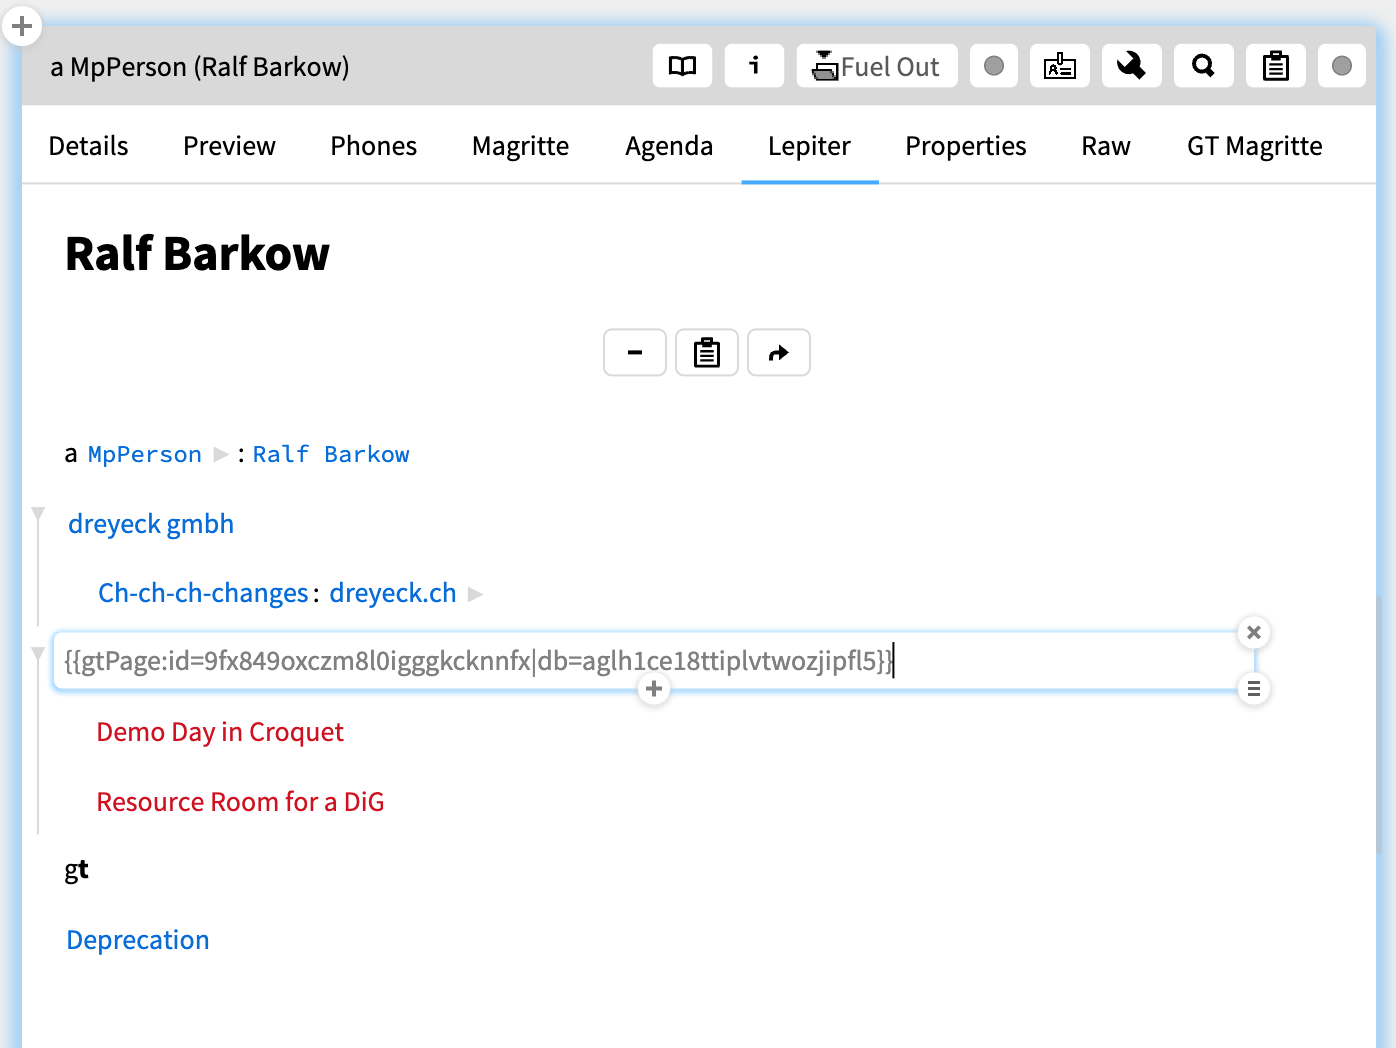 a MpPerson (Ralf Barkow)
i
Fuel Out
Details Preview Phones Magritte Agenda Lepiter Properties Raw GT Magritte
Ralf Barkow
a MpPerson : Ralf Barkow
dreyeck gmbh
Ch-ch-ch-changes: dreyeck.ch
{{gtPage:id=9fx849oxczm8l0igggkcknnfx|db=aglh1ce18ttiplvtwozjipfl5}}
Demo Day in Croquet
Resource Room for a DiG
gt
Deprecation